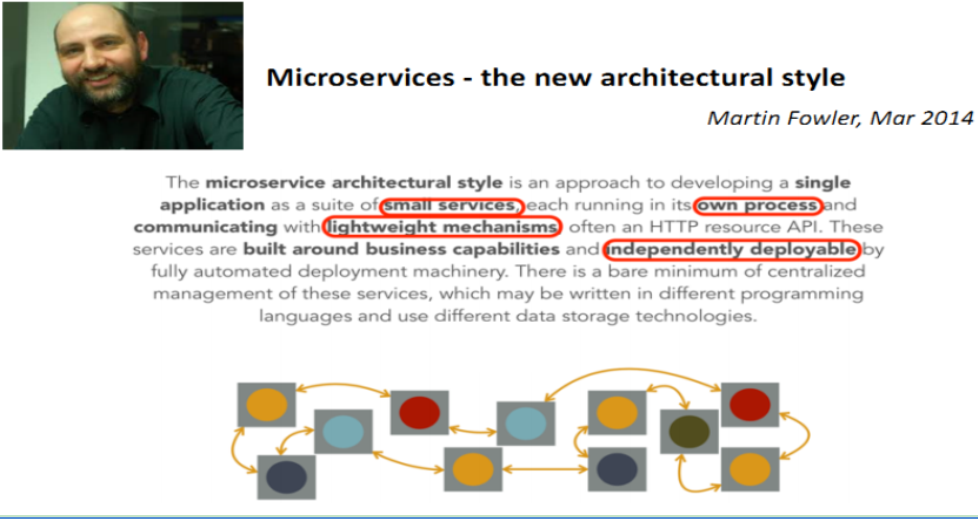 Microservices - the new architectural style
Martin Fowler, Mar 2014
The microservice architectural style is an approach to developing a single
application as a suite of small services, each running in its own process and
communicating with lightweight mechanisms, often an HTTP resource API. These
services are built around business capabilities and independently deployable by
fully automated deployment machinery. There is a bare minimum of centralized
management of these services, which may be written in different programming
languages and use different data storage technologies.